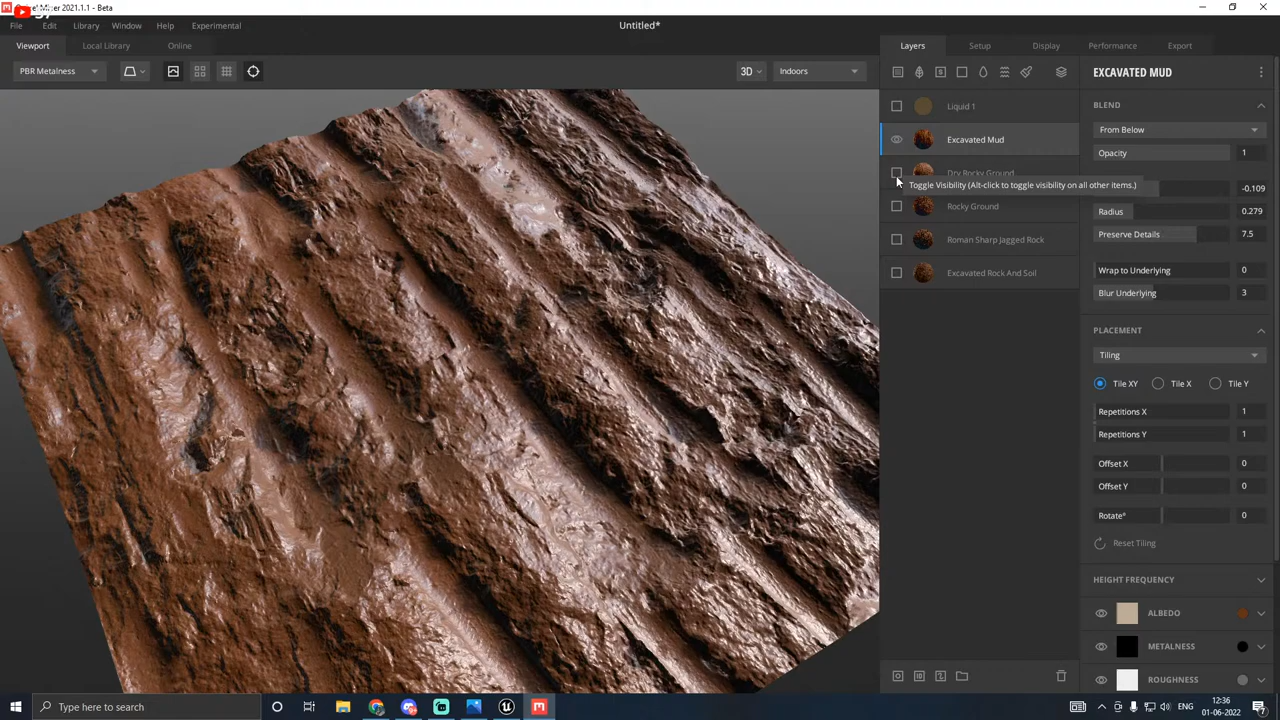 Mixer 2021.1.1 - Beta
File Edit Library Window Help Experimental
Untitled*
Viewport Local Library Online
Layers Setup Display Performance Export
PBR Metalness
3D
Indoors
EXCAVATED MUD
Liquid 1
BLEND
From Below
Excavated Mud
Opacity 1
Dry Rocky Ground
Toggle Visibility (Alt-click to toggle visibility on all other items.)
-0.109
Rocky Ground
Radius 0.279
Preserve Details 7.5
Roman Sharp Jagged Rock
Excavated Rock And Soil
Wrap to Underlying 0
Blur Underlying 3
PLACEMENT
Tiling
Tile XY Tile X Tile Y
Repetitions X 1
Repetitions Y 1
Offset X 0
Offset Y 0
Rotate° 0
Reset Tiling
HEIGHT FREQUENCY
ALBEDO
METALNESS
ROUGHNESS
Type here to search
ENG
12:36
01-06-2022